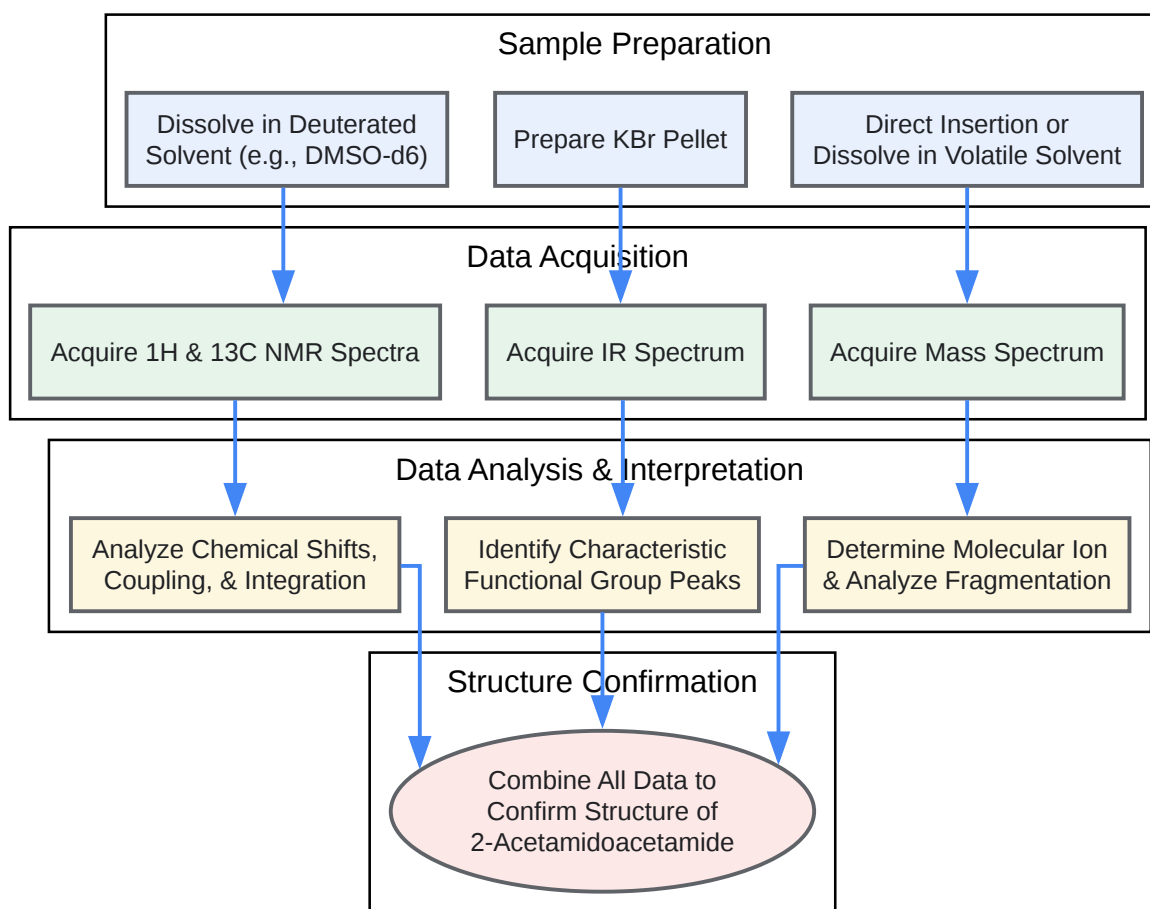 Sample Preparation
Dissolve in Deuterated
Solvent (e.g., DMSO-d6)
Prepare KBr Pellet
Direct Insertion or
Dissolve in Volatile Solvent
Data Acquisition
Acquire 1H & 13C NMR Spectra
Acquire IR Spectrum
Acquire Mass Spectrum
Data Analysis & Interpretation
Analyze Chemical Shifts,
Coupling, & Integration
Identify Characteristic
Functional Group Peaks
Determine Molecular Ion
& Analyze Fragmentation
Structure Confirmation
Combine All Data to
Confirm Structure of
2-Acetamidoacetamide